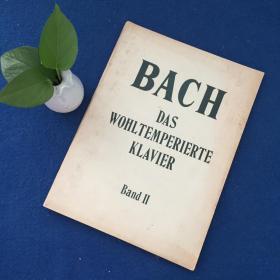 BACH
DAS
WOHLTEMPERIERTE
KLAVIER
Band II